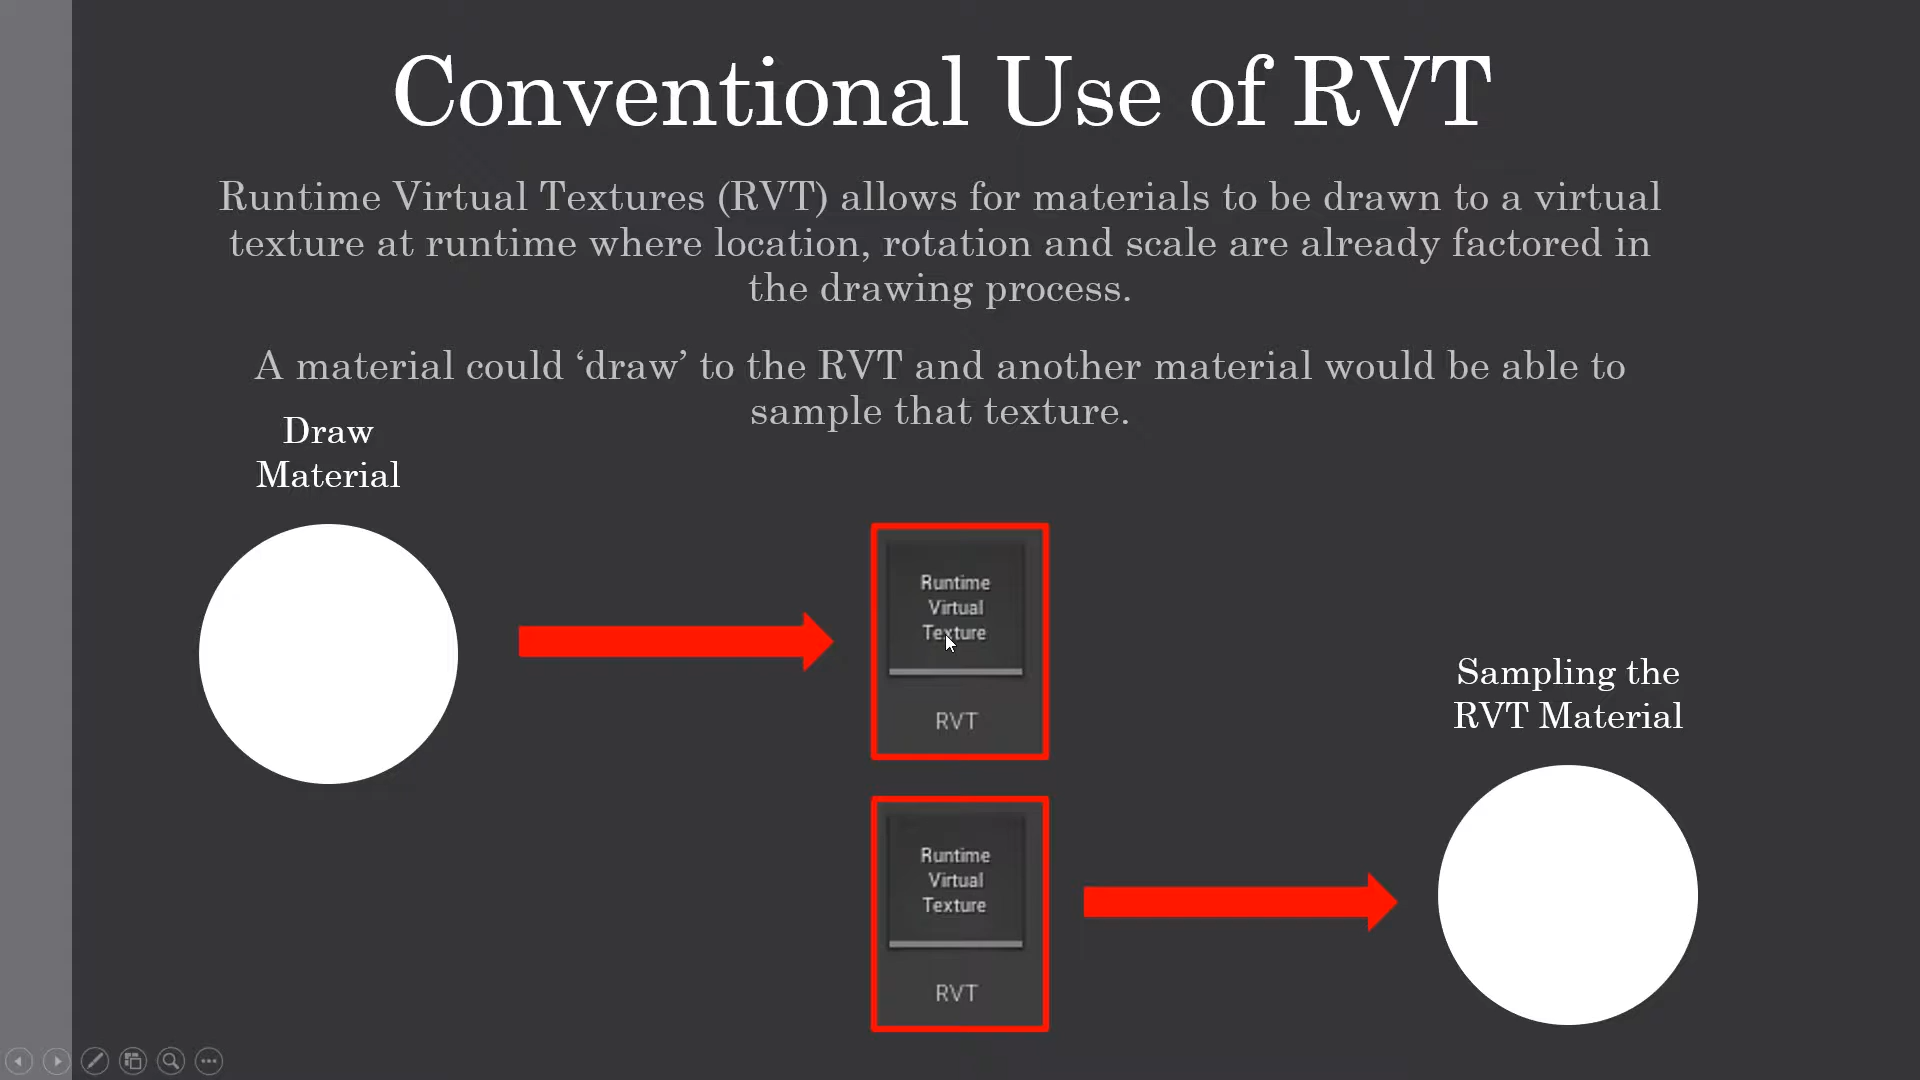 Conventional Use of RVT
Runtime Virtual Textures (RVT) allows for materials to be drawn to a virtual
texture at runtime where location, rotation and scale are already factored in
the drawing process.
A material could ‘draw’ to the RVT and another material would be able to
sample that texture.
Draw
Material
Runtime
Virtual
Texture
RVT
Sampling the
RVT Material
Runtime
Virtual
Texture
RVT